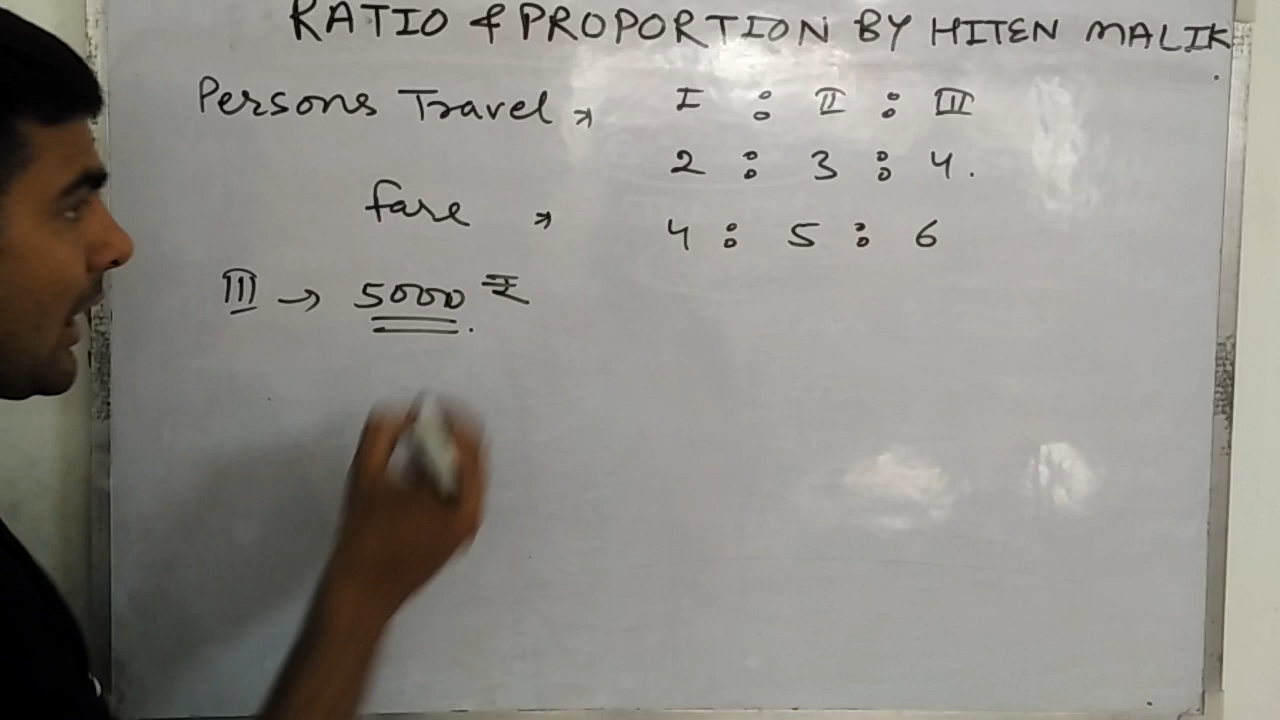 RATIO & PROPORTION BY HITEN MALIK
Persons Travel → I : II : III
2 : 3 : 4.
fare → 4 : 5 : 6
III → 5000 ₹